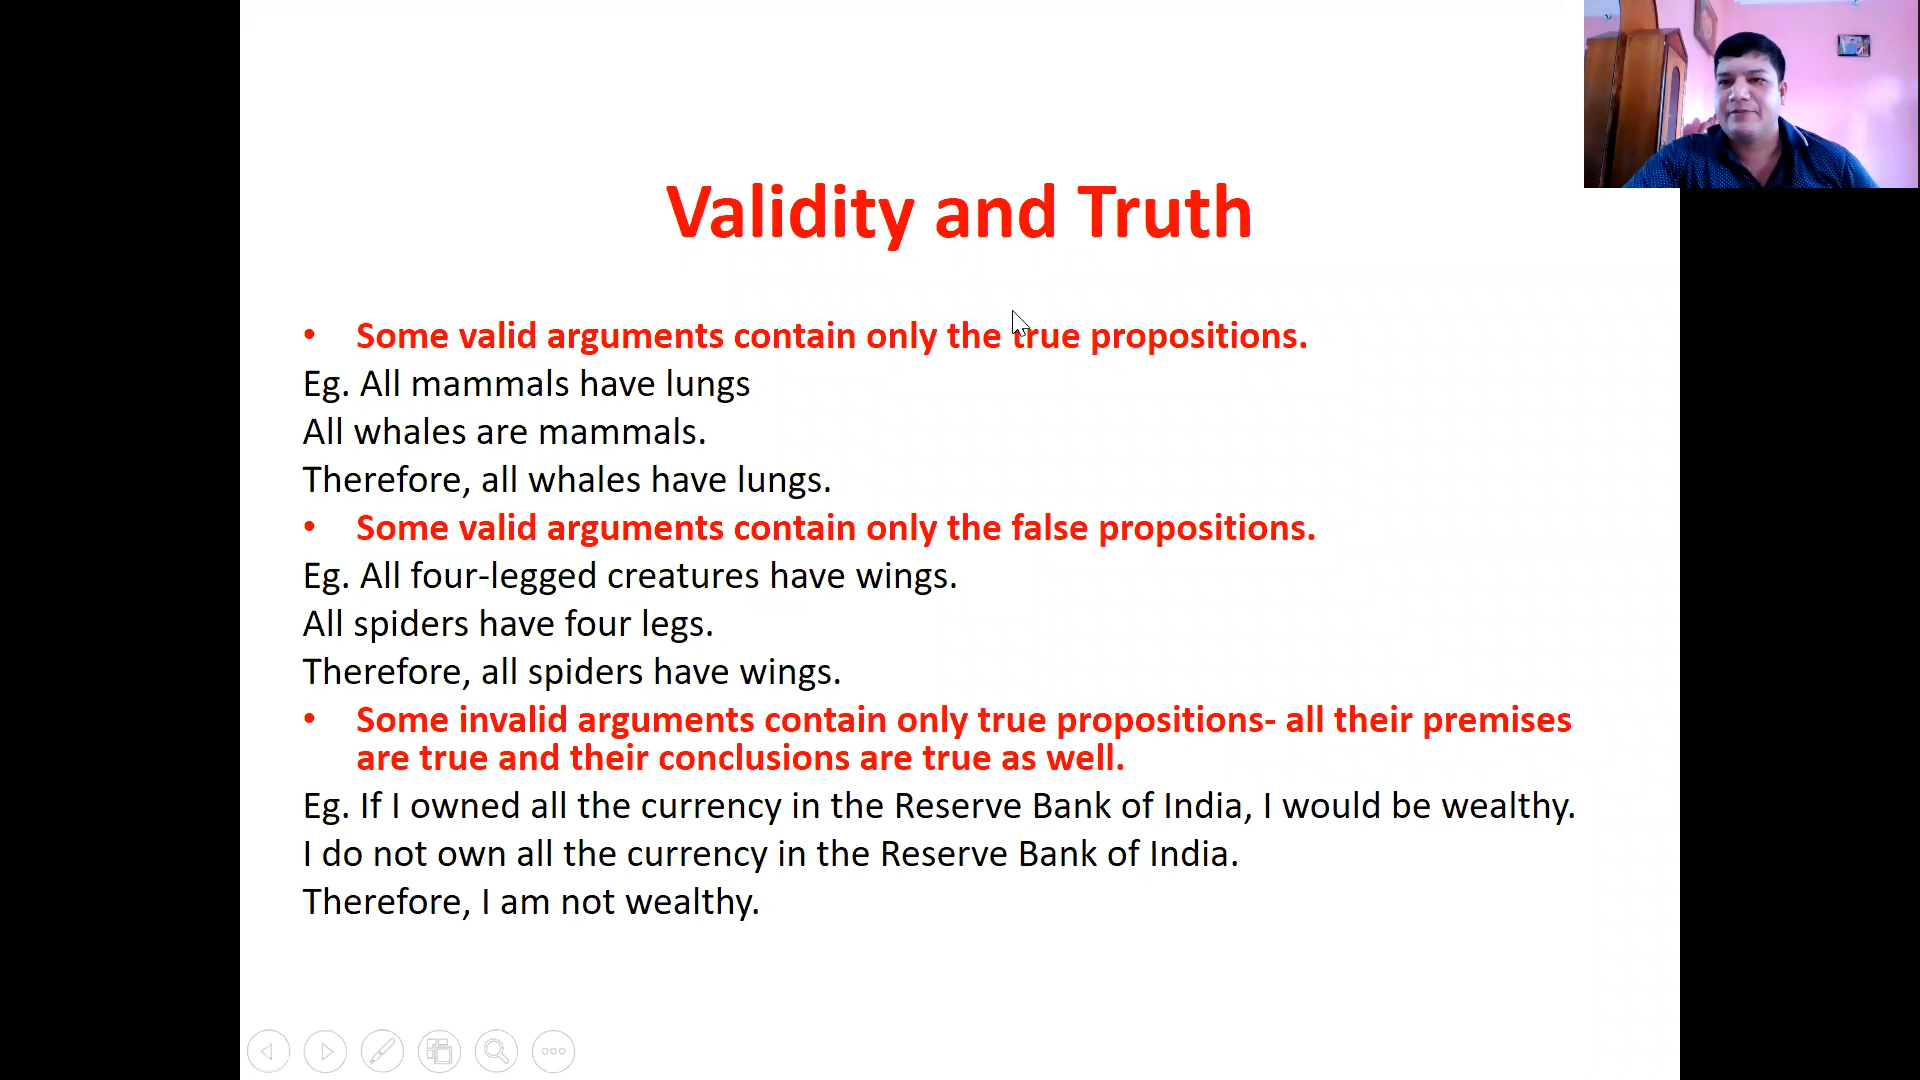 Validity and Truth
• Some valid arguments contain only the true propositions.
Eg. All mammals have lungs
All whales are mammals.
Therefore, all whales have lungs.
• Some valid arguments contain only the false propositions.
Eg. All four-legged creatures have wings.
All spiders have four legs.
Therefore, all spiders have wings.
• Some invalid arguments contain only true propositions- all their premises
are true and their conclusions are true as well.
Eg. If I owned all the currency in the Reserve Bank of India, I would be wealthy.
I do not own all the currency in the Reserve Bank of India.
Therefore, I am not wealthy.